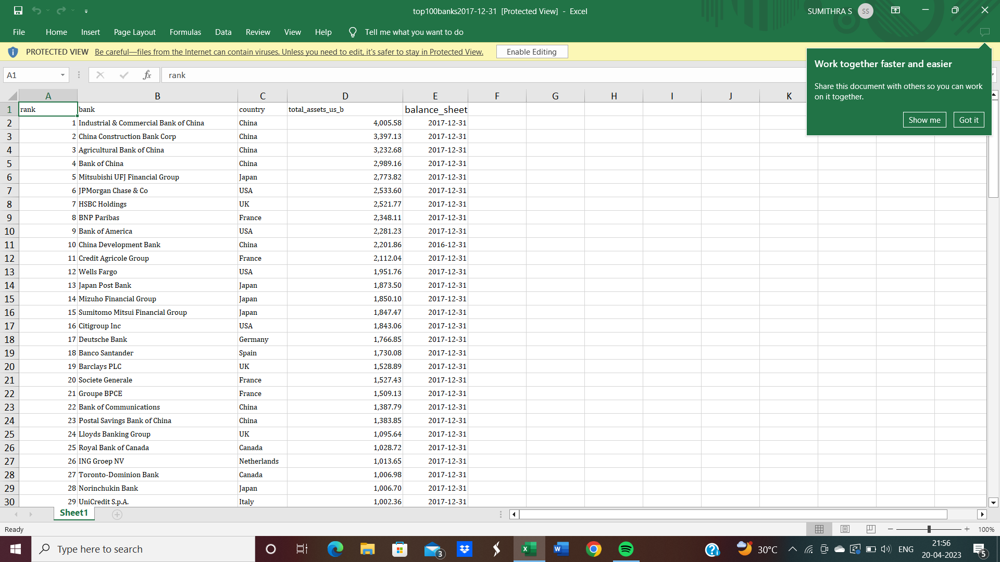 top100banks2017-12-31 [Protected View] - Excel
SUMITHRA S SS
File Home Insert Page Layout Formulas Data Review View Help Tell me what you want to do
PROTECTED VIEW Be careful—files from the Internet can contain viruses. Unless you need to edit, it's safer to stay in Protected View. Enable Editing
Work together faster and easier
Share this document with others so you can work
on it together.
Show me Got it
A1 fx rank
A B C D E F G H I J K
1 rank bank country total_assets_us_b balance_sheet
2 1 Industrial & Commercial Bank of China China 4,005.58 2017-12-31
3 2 China Construction Bank Corp China 3,397.13 2017-12-31
4 3 Agricultural Bank of China China 3,232.68 2017-12-31
5 4 Bank of China China 2,989.16 2017-12-31
6 5 Mitsubishi UFJ Financial Group Japan 2,773.82 2017-12-31
7 6 JPMorgan Chase & Co USA 2,533.60 2017-12-31
8 7 HSBC Holdings UK 2,521.77 2017-12-31
9 8 BNP Paribas France 2,348.11 2017-12-31
10 9 Bank of America USA 2,281.23 2017-12-31
11 10 China Development Bank China 2,201.86 2016-12-31
12 11 Credit Agricole Group France 2,112.04 2017-12-31
13 12 Wells Fargo USA 1,951.76 2017-12-31
14 13 Japan Post Bank Japan 1,873.50 2017-12-31
15 14 Mizuho Financial Group Japan 1,850.10 2017-12-31
16 15 Sumitomo Mitsui Financial Group Japan 1,847.47 2017-12-31
17 16 Citigroup Inc USA 1,843.06 2017-12-31
18 17 Deutsche Bank Germany 1,766.85 2017-12-31
19 18 Banco Santander Spain 1,730.08 2017-12-31
20 19 Barclays PLC UK 1,528.89 2017-12-31
21 20 Societe Generale France 1,527.43 2017-12-31
22 21 Groupe BPCE France 1,509.13 2017-12-31
23 22 Bank of Communications China 1,387.79 2017-12-31
24 23 Postal Savings Bank of China China 1,383.85 2017-12-31
25 24 Lloyds Banking Group UK 1,095.64 2017-12-31
26 25 Royal Bank of Canada Canada 1,028.72 2017-12-31
27 26 ING Groep NV Netherlands 1,013.65 2017-12-31
28 27 Toronto-Dominion Bank Canada 1,006.98 2017-12-31
29 28 Norinchukin Bank Japan 1,006.70 2017-12-31
30 29 UniCredit S.p.A. Italy 1,002.36 2017-12-31
Sheet1
Ready 100%
Type here to search 3 30°C ENG 21:56
20-04-2023 5